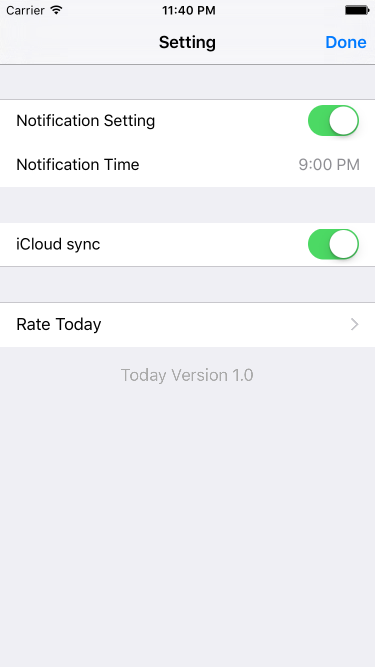 Carrier 11:40 PM
Setting Done
Notification Setting
Notification Time 9:00 PM
iCloud sync
Rate Today
Today Version 1.0